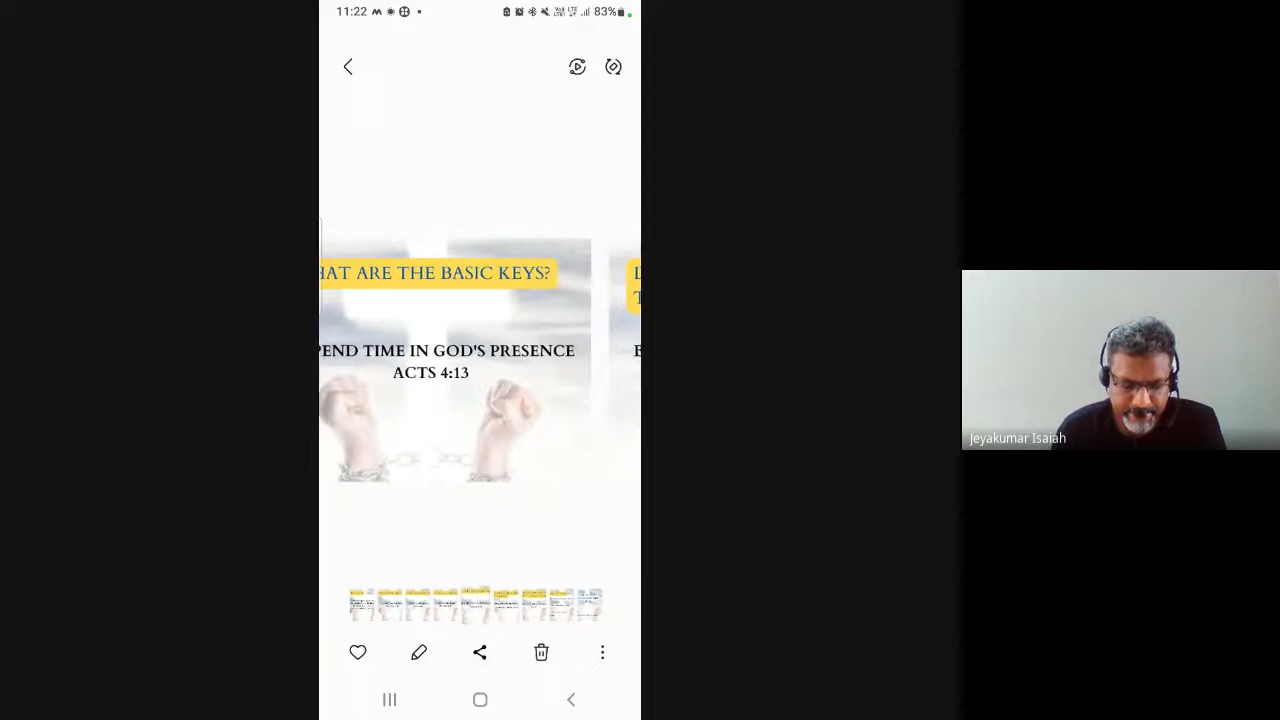 11:22
83%
HAT ARE THE BASIC KEYS?
PEND TIME IN GOD'S PRESENCE
ACTS 4:13
Jeyakumar Isaiah